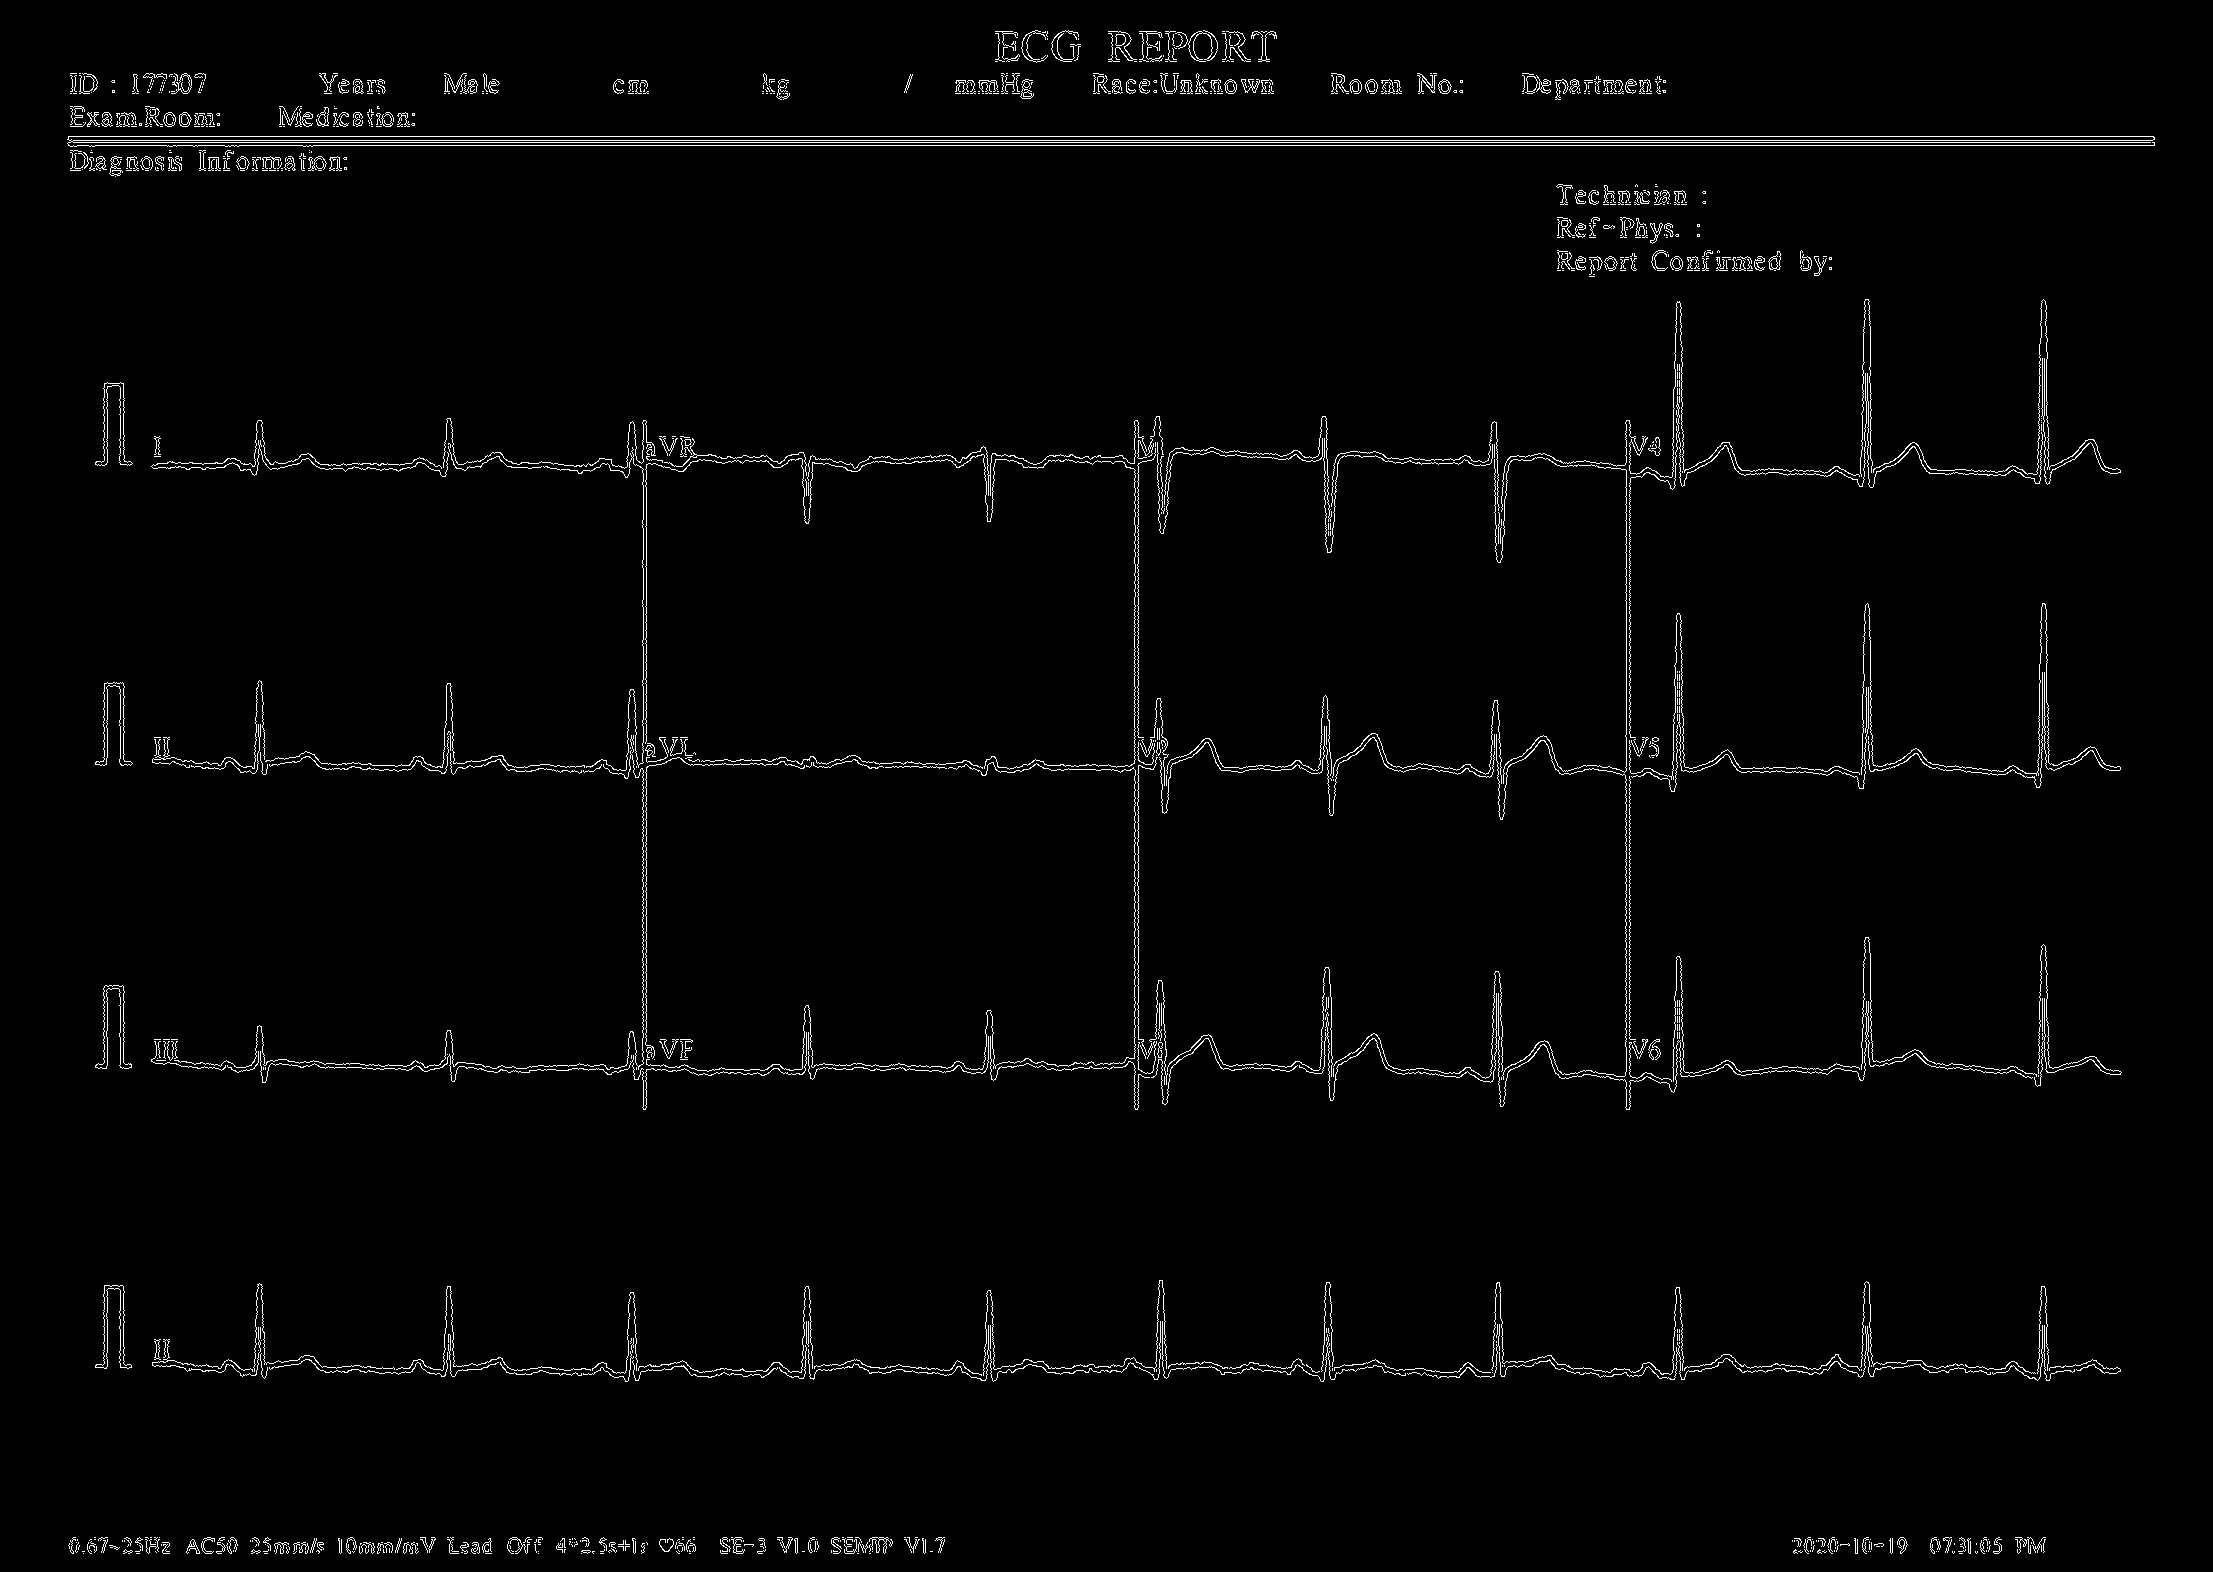 ECG REPORT
ID : 177307 Years Male cm kg / mmHg Race:Unknown Room No.: Department:
Exam.Room: Medication:
Diagnosis Information:
Technician :
Ref-Phys. :
Report Confirmed by:
I aVR V V4
II aVL V2 V5
III aVF V V6
II
0.67~25Hz AC50 25mm/s 10mm/mV Lead Off 4*2.5s+1r ♡66 SE-3 V1.0 SEMIP V1.7 2020-10-19 07:31:05 PM